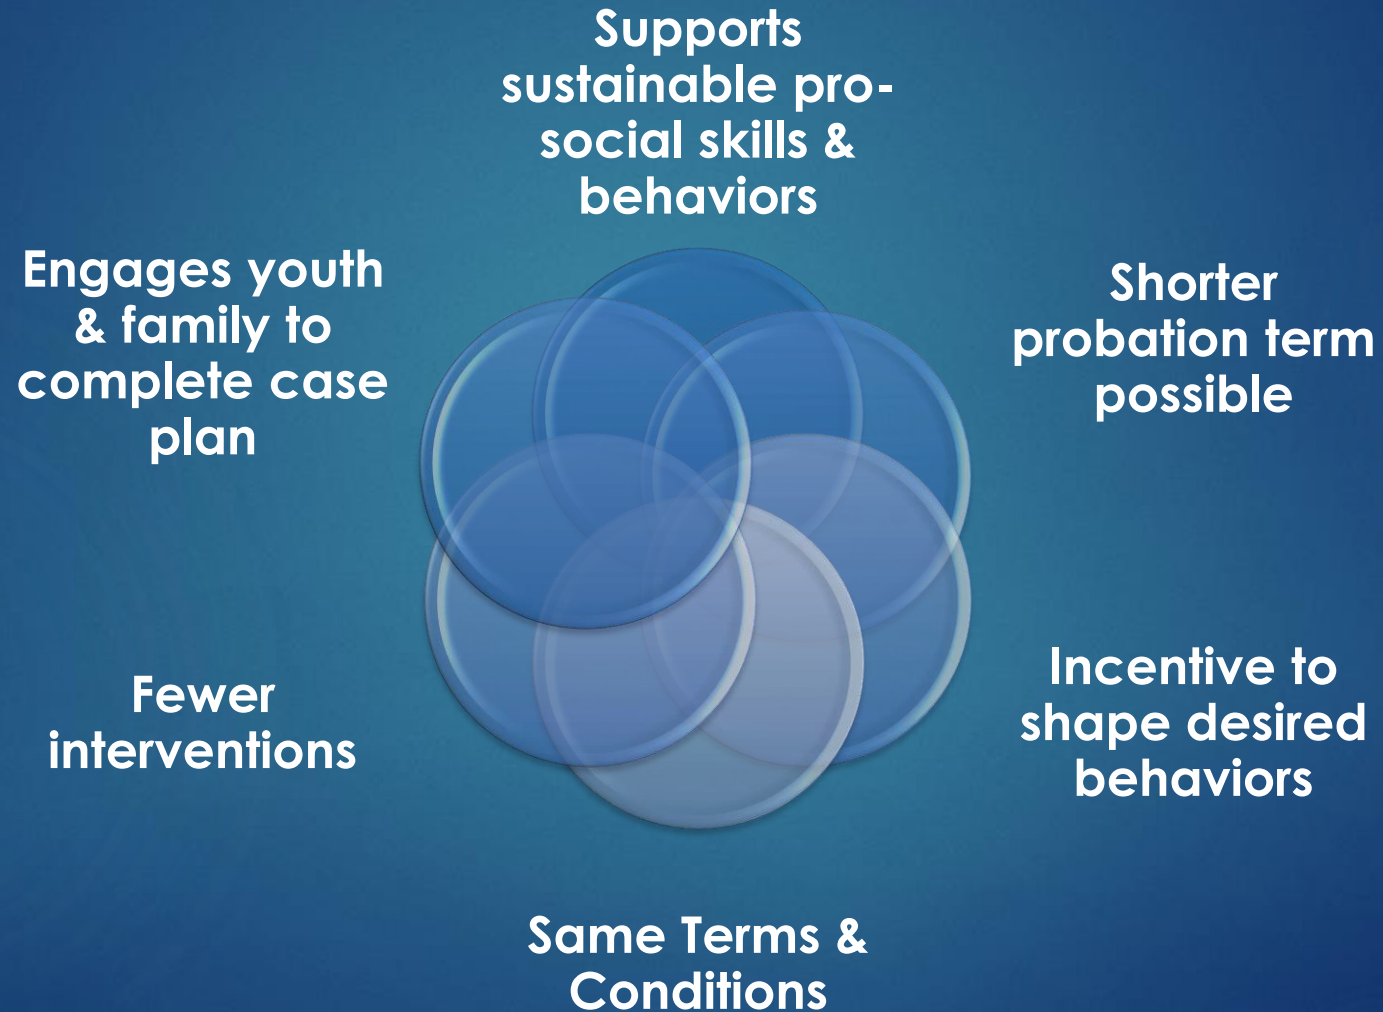 Supports
sustainable pro-
social skills &
behaviors
Shorter
probation term
possible
Incentive to
shape desired
behaviors
Same Terms &
Conditions
Fewer
interventions
Engages youth
& family to
complete case
plan